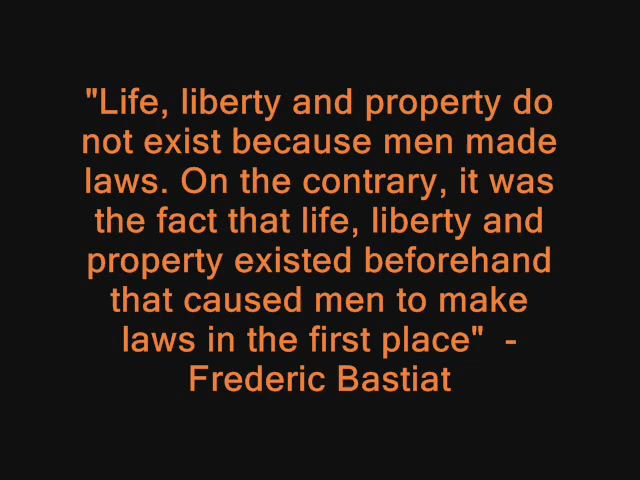 "Life, liberty and property do
not exist because men made
laws. On the contrary, it was
the fact that life, liberty and
property existed beforehand
that caused men to make
laws in the first place"  -
Frederic Bastiat